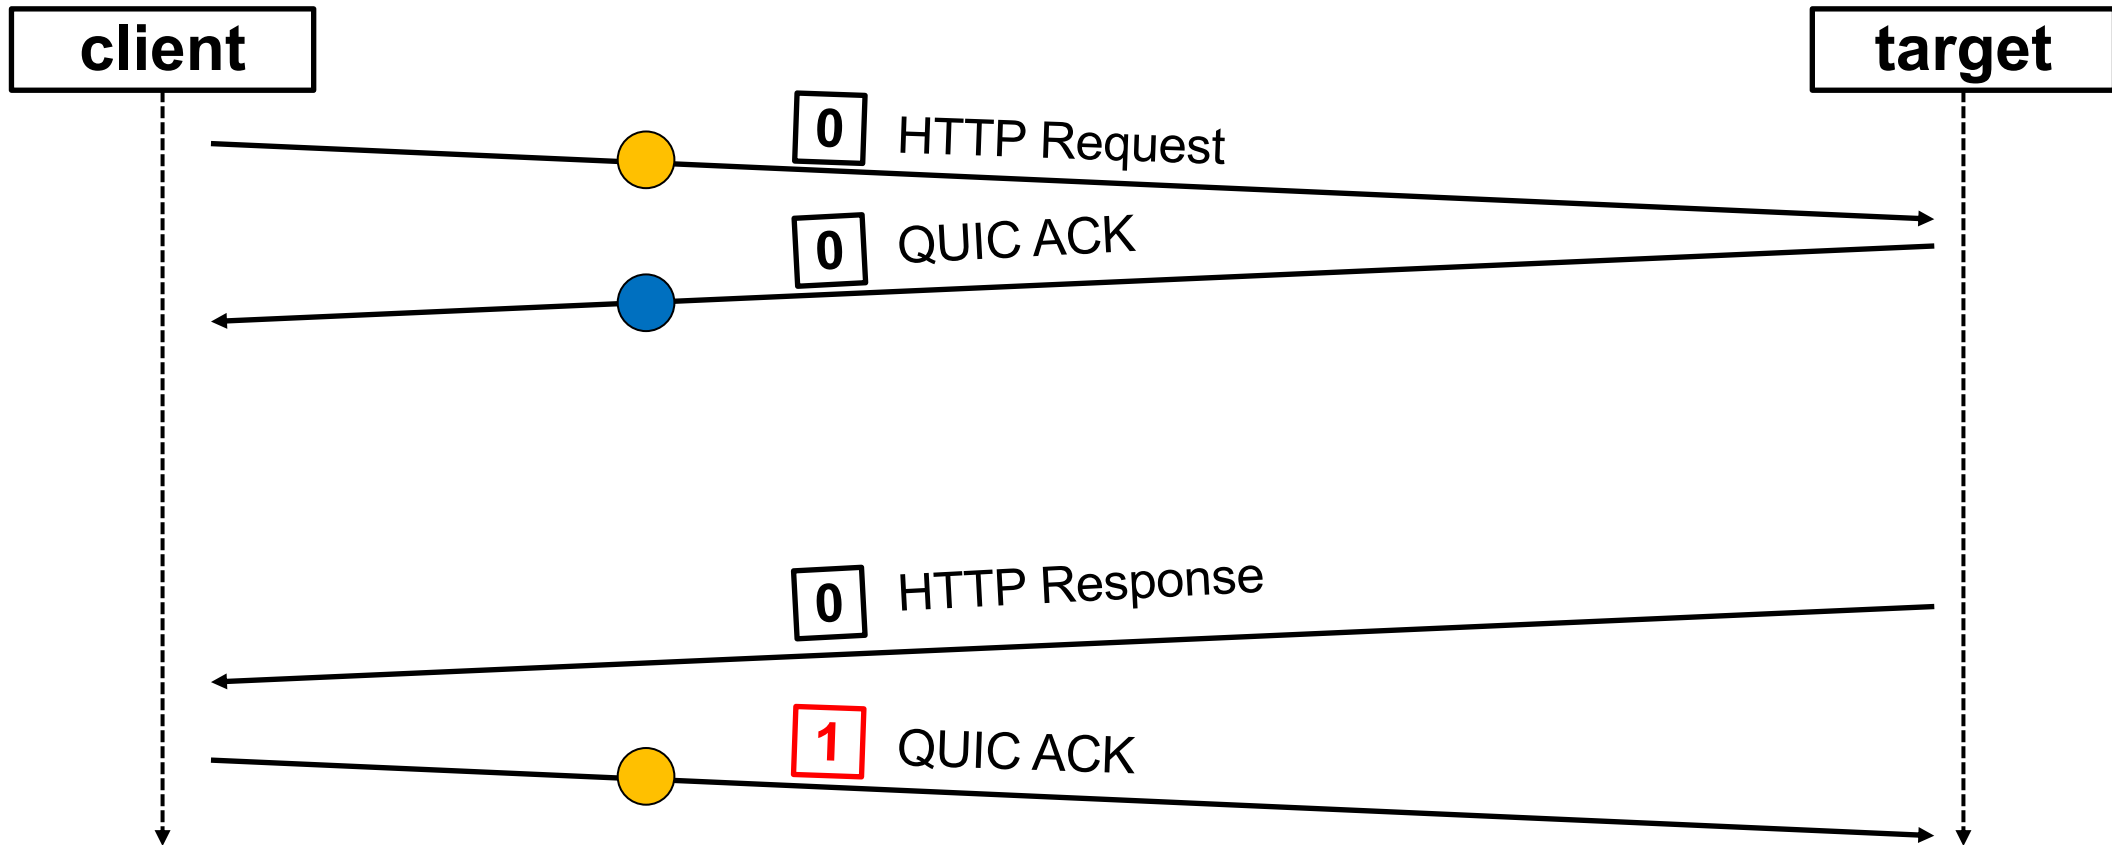 client
target
0 HTTP Request
0 QUIC ACK
0 HTTP Response
1 QUIC ACK